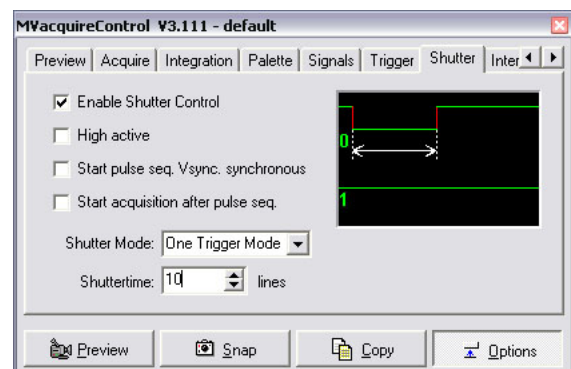 MVacquireControl V3.111 - default
Preview Acquire Integration Palette Signals Trigger Shutter Inter
Enable Shutter Control
High active
Start pulse seq. Vsync. synchronous
Start acquisition after pulse seq.
0
1
Shutter Mode: One Trigger Mode
Shuttertime: 10 lines
Preview Snap Copy Options